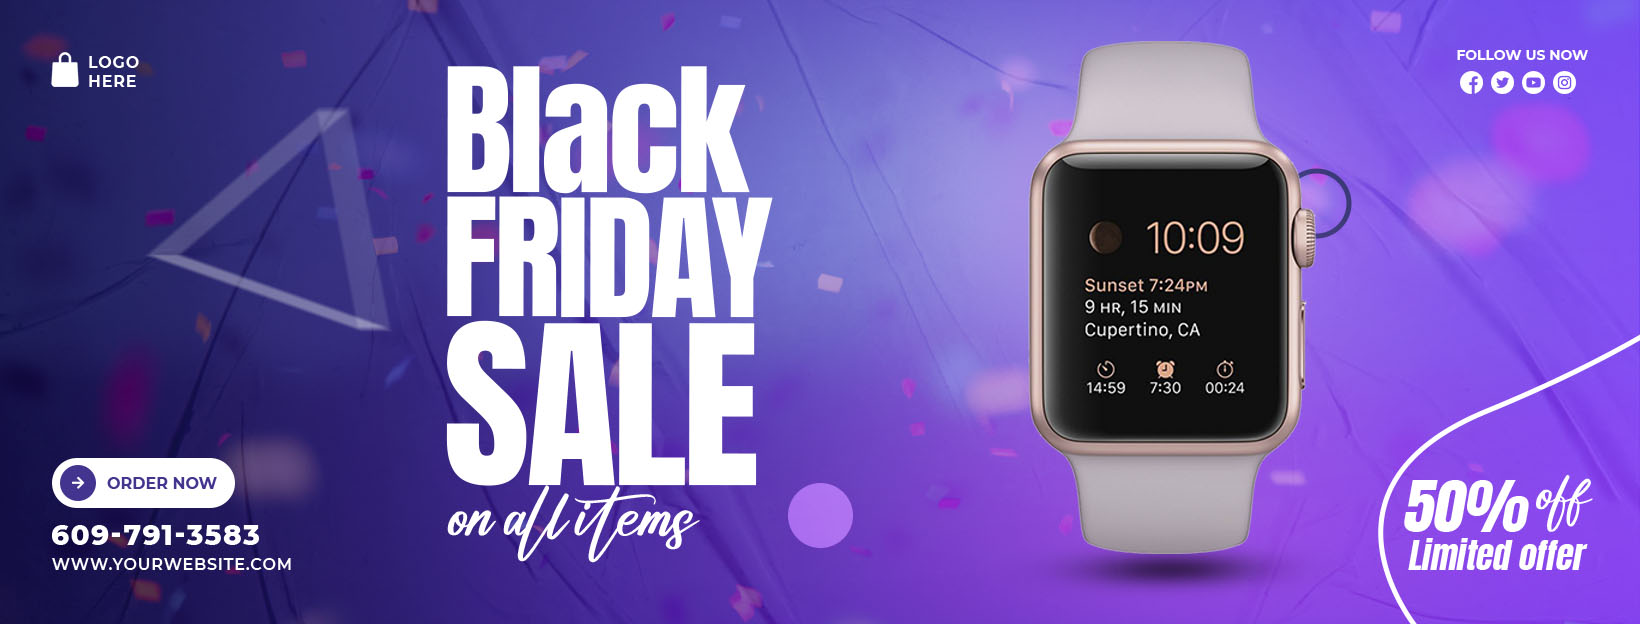 LOGO
HERE
Black
FRIDAY
SALE
on all items
ORDER NOW
609-791-3583
WWW.YOURWEBSITE.COM
10:09
Sunset 7:24PM
9 HR, 15 MIN
Cupertino, CA
14:59 7:30 00:24
FOLLOW US NOW
50% off
Limited offer